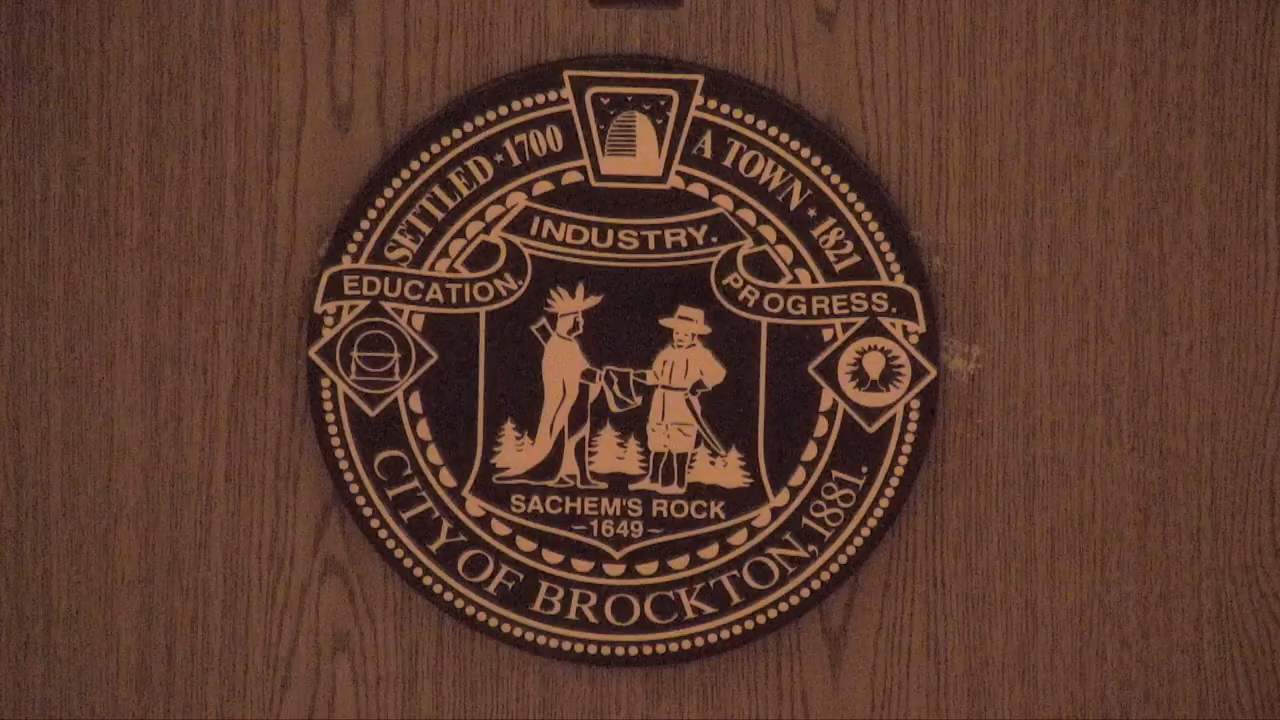 SETTLED ★ 1700
A TOWN ★ 1821
INDUSTRY.
EDUCATION.
PROGRESS.
SACHEM'S ROCK
–1649–
CITY OF BROCKTON, 1881.